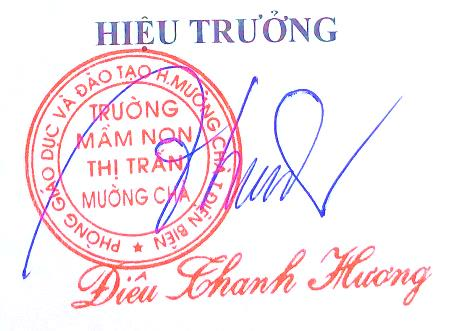 HIỆU TRƯỞNG
PHÒNG GIÁO DỤC VÀ ĐÀO TẠO H.MƯỜNG CHÀ T.ĐIỆN BIÊN
TRƯỜNG
MẦM NON
THỊ TRẤN
MƯỜNG CHÀ
Điêu Chanh Hương